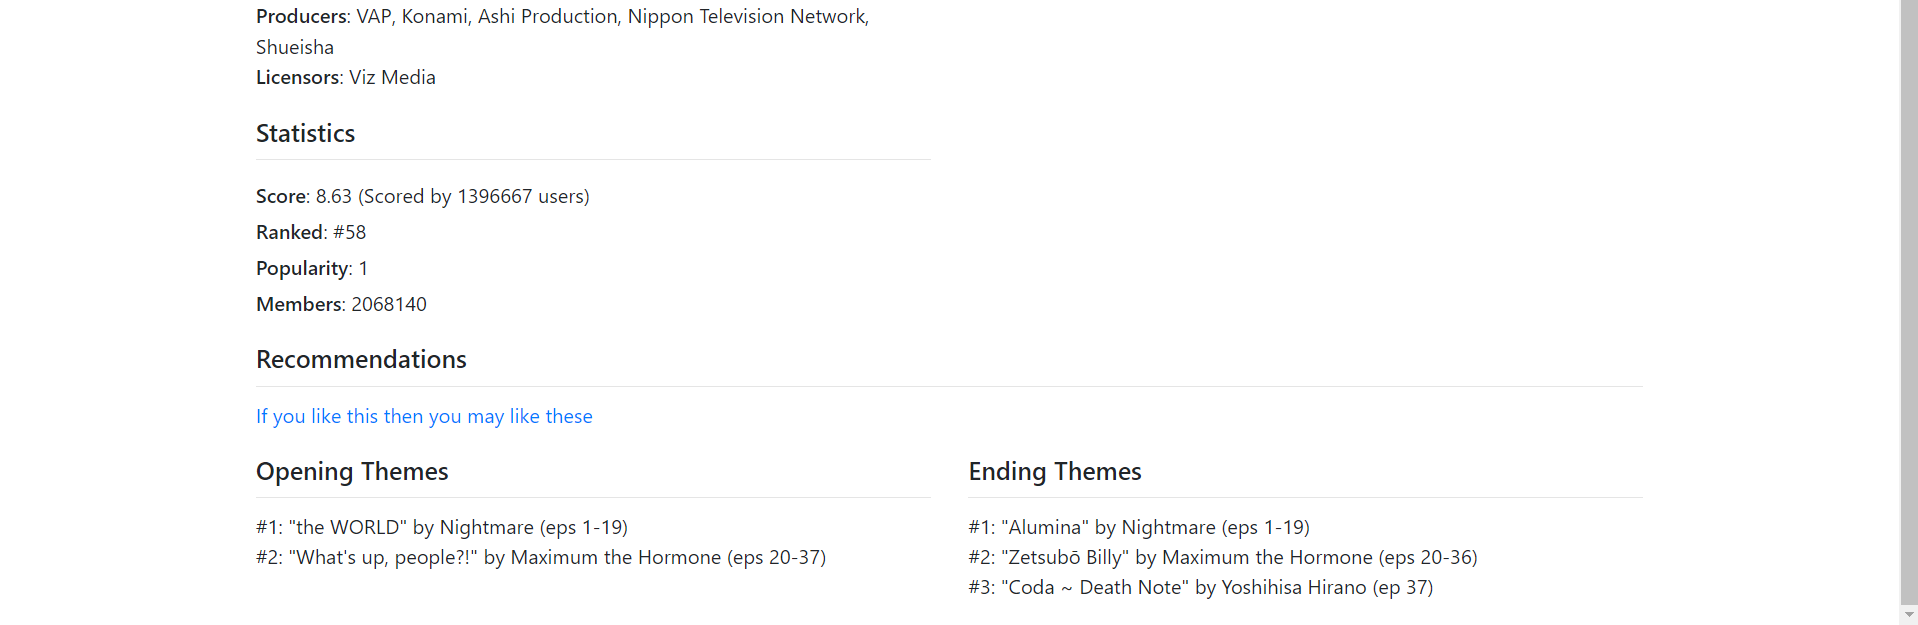 Producers: VAP, Konami, Ashi Production, Nippon Television Network,
Shueisha
Licensors: Viz Media
Statistics
Score: 8.63 (Scored by 1396667 users)
Ranked: #58
Popularity: 1
Members: 2068140
Recommendations
If you like this then you may like these
Opening Themes
#1: "the WORLD" by Nightmare (eps 1-19)
#2: "What's up, people?!" by Maximum the Hormone (eps 20-37)
Ending Themes
#1: "Alumina" by Nightmare (eps 1-19)
#2: "Zetsubō Billy" by Maximum the Hormone (eps 20-36)
#3: "Coda ~ Death Note" by Yoshihisa Hirano (ep 37)